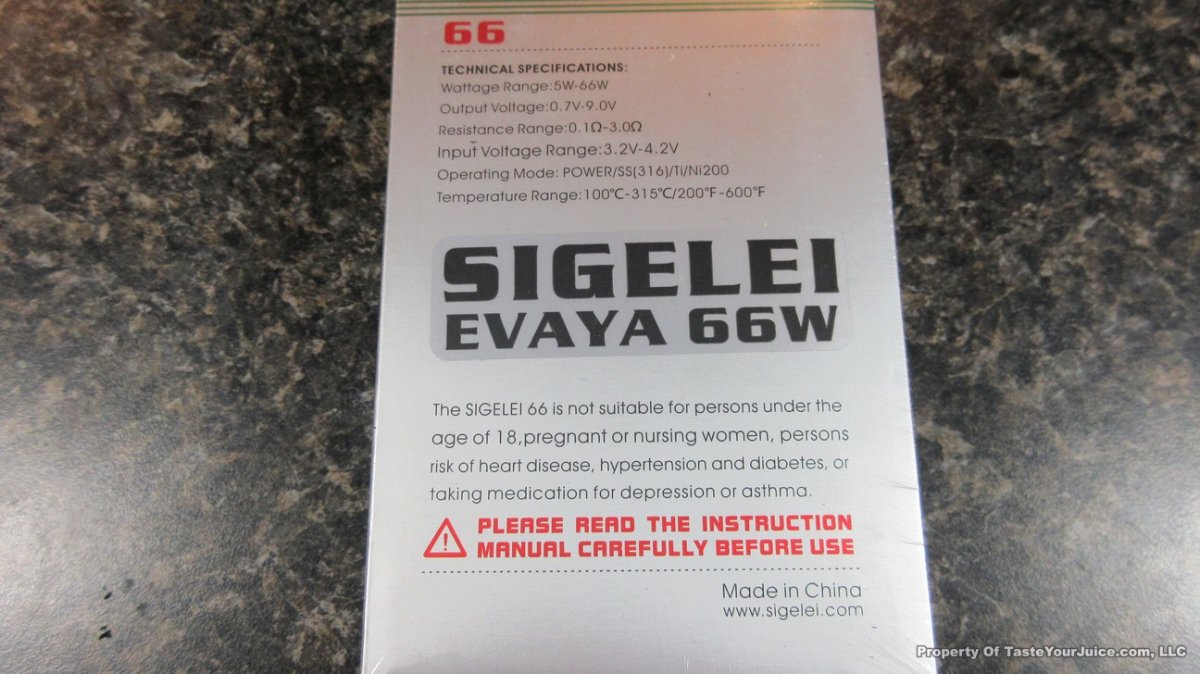 66
TECHNICAL SPECIFICATIONS:
Wattage Range:5W-66W
Output Voltage:0.7V-9.0V
Resistance Range:0.1Ω-3.0Ω
Input Voltage Range:3.2V-4.2V
Operating Mode: POWER/SS(316)/Ti/Ni200
Temperature Range:100℃-315℃/200℉-600℉
SIGELEI
EVAYA 66W
The SIGELEI 66 is not suitable for persons under the
age of 18,pregnant or nursing women, persons
risk of heart disease, hypertension and diabetes, or
taking medication for depression or asthma.
PLEASE READ THE INSTRUCTION
MANUAL CAREFULLY BEFORE USE
Made in China
www.sigelei.com
Property Of TasteYourJuice.com, LLC